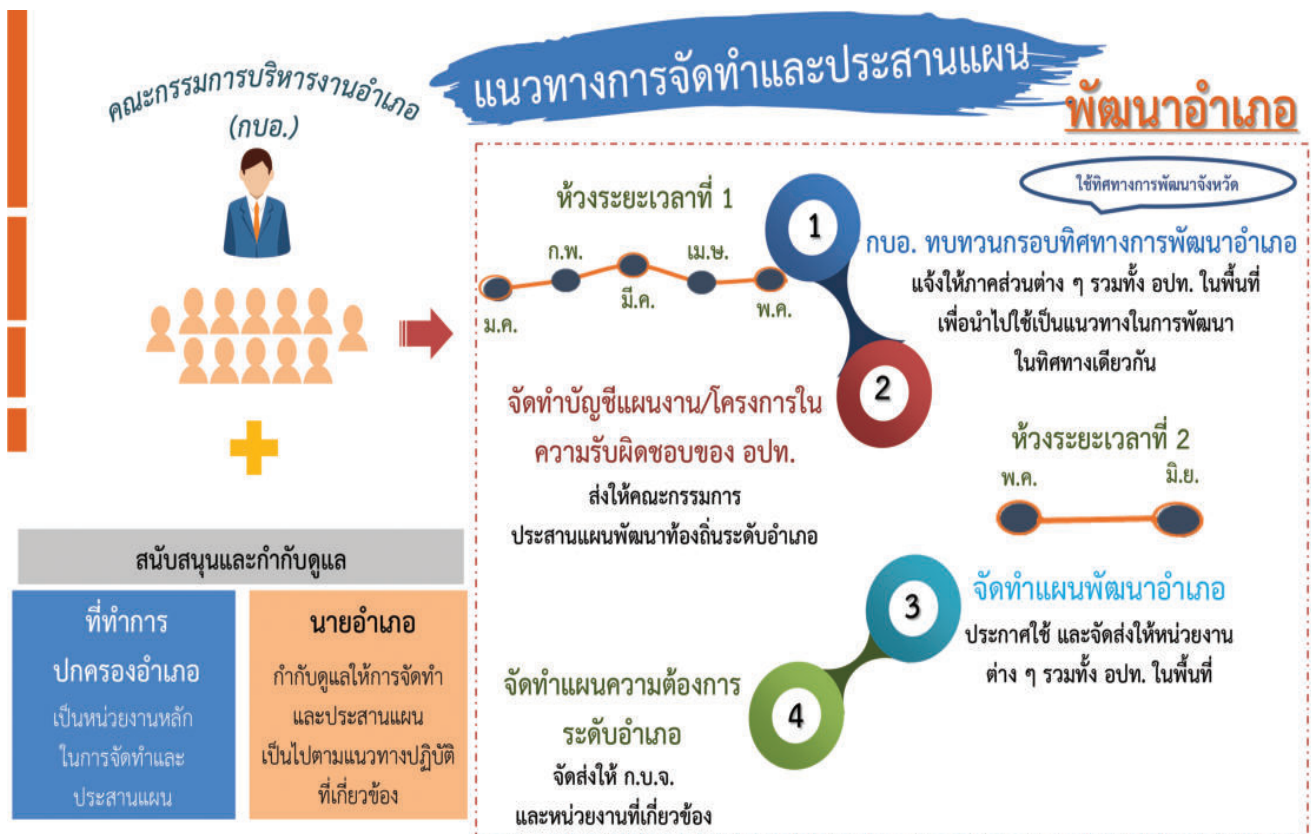 แนวทางการจัดทำและประสานแผน
พัฒนาอำเภอ
คณะกรรมการบริหารงานอำเภอ
(กบอ.)
สนับสนุนและกำกับดูแล
ที่ทำการ
ปกครองอำเภอ
เป็นหน่วยงานหลัก
ในการจัดทำและ
ประสานแผน
นายอำเภอ
กำกับดูแลให้การจัดทำ
และประสานแผน
เป็นไปตามแนวทางปฏิบัติ
ที่เกี่ยวข้อง
ห้วงระยะเวลาที่ 1
ม.ค.
ก.พ.
มี.ค.
เม.ษ.
พ.ค.
1
ใช้ทิศทางการพัฒนาจังหวัด
กบอ. ทบทวนกรอบทิศทางการพัฒนาอำเภอ
แจ้งให้ภาคส่วนต่าง ๆ รวมทั้ง อปท. ในพื้นที่
เพื่อนำไปใช้เป็นแนวทางในการพัฒนา
ในทิศทางเดียวกัน
2
จัดทำบัญชีแผนงาน/โครงการใน
ความรับผิดชอบของ อปท.
ส่งให้คณะกรรมการ
ประสานแผนพัฒนาท้องถิ่นระดับอำเภอ
ห้วงระยะเวลาที่ 2
พ.ค.
มิ.ย.
3
จัดทำแผนพัฒนาอำเภอ
ประกาศใช้ และจัดส่งให้หน่วยงาน
ต่าง ๆ รวมทั้ง อปท. ในพื้นที่
4
จัดทำแผนความต้องการ
ระดับอำเภอ
จัดส่งให้ ก.บ.จ.
และหน่วยงานที่เกี่ยวข้อง